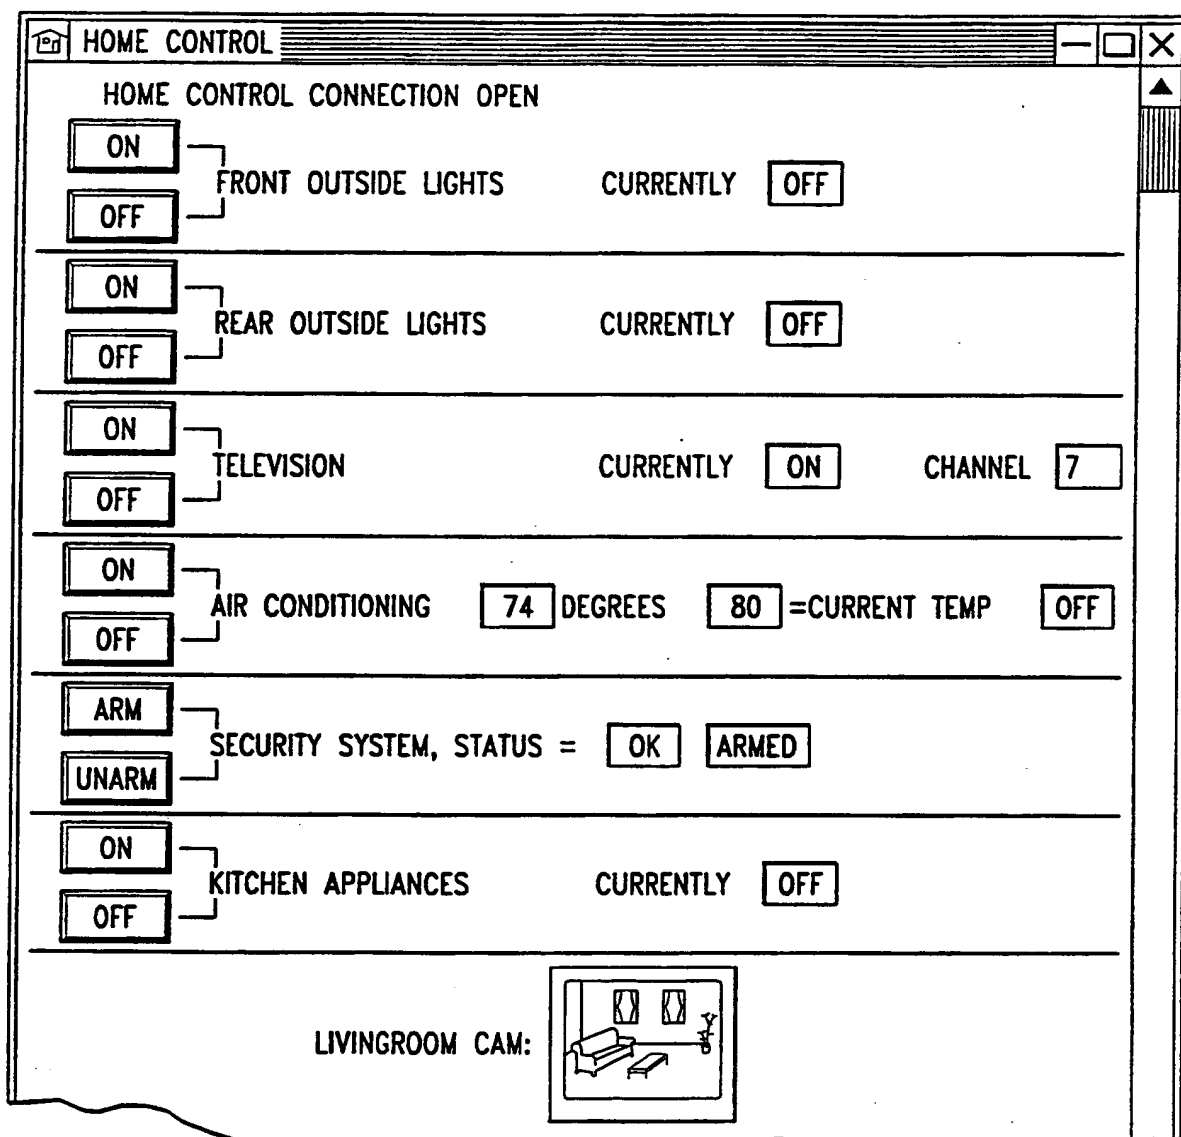 HOME CONTROL
HOME CONTROL CONNECTION OPEN
ON
FRONT OUTSIDE LIGHTS CURRENTLY OFF
OFF
ON
REAR OUTSIDE LIGHTS CURRENTLY OFF
OFF
ON
TELEVISION CURRENTLY ON CHANNEL 7
OFF
ON
AIR CONDITIONING 74 DEGREES 80 =CURRENT TEMP OFF
OFF
ARM
SECURITY SYSTEM, STATUS = OK ARMED
UNARM
ON
KITCHEN APPLIANCES CURRENTLY OFF
OFF
LIVINGROOM CAM: